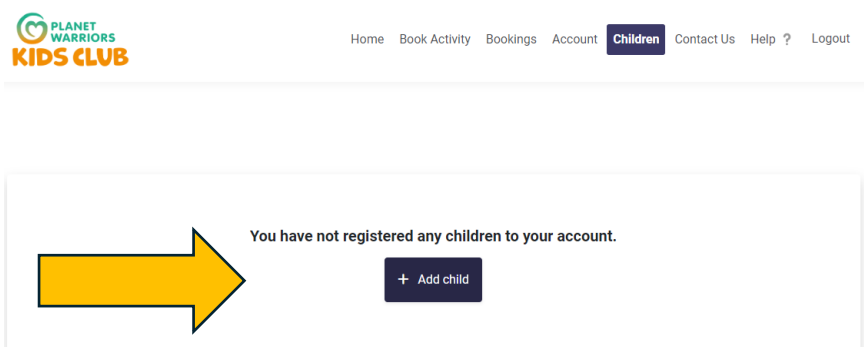 PLANET
WARRIORS
KIDS CLUB
Home Book Activity Bookings Account Children Contact Us Help ? Logout
You have not registered any children to your account.
+ Add child